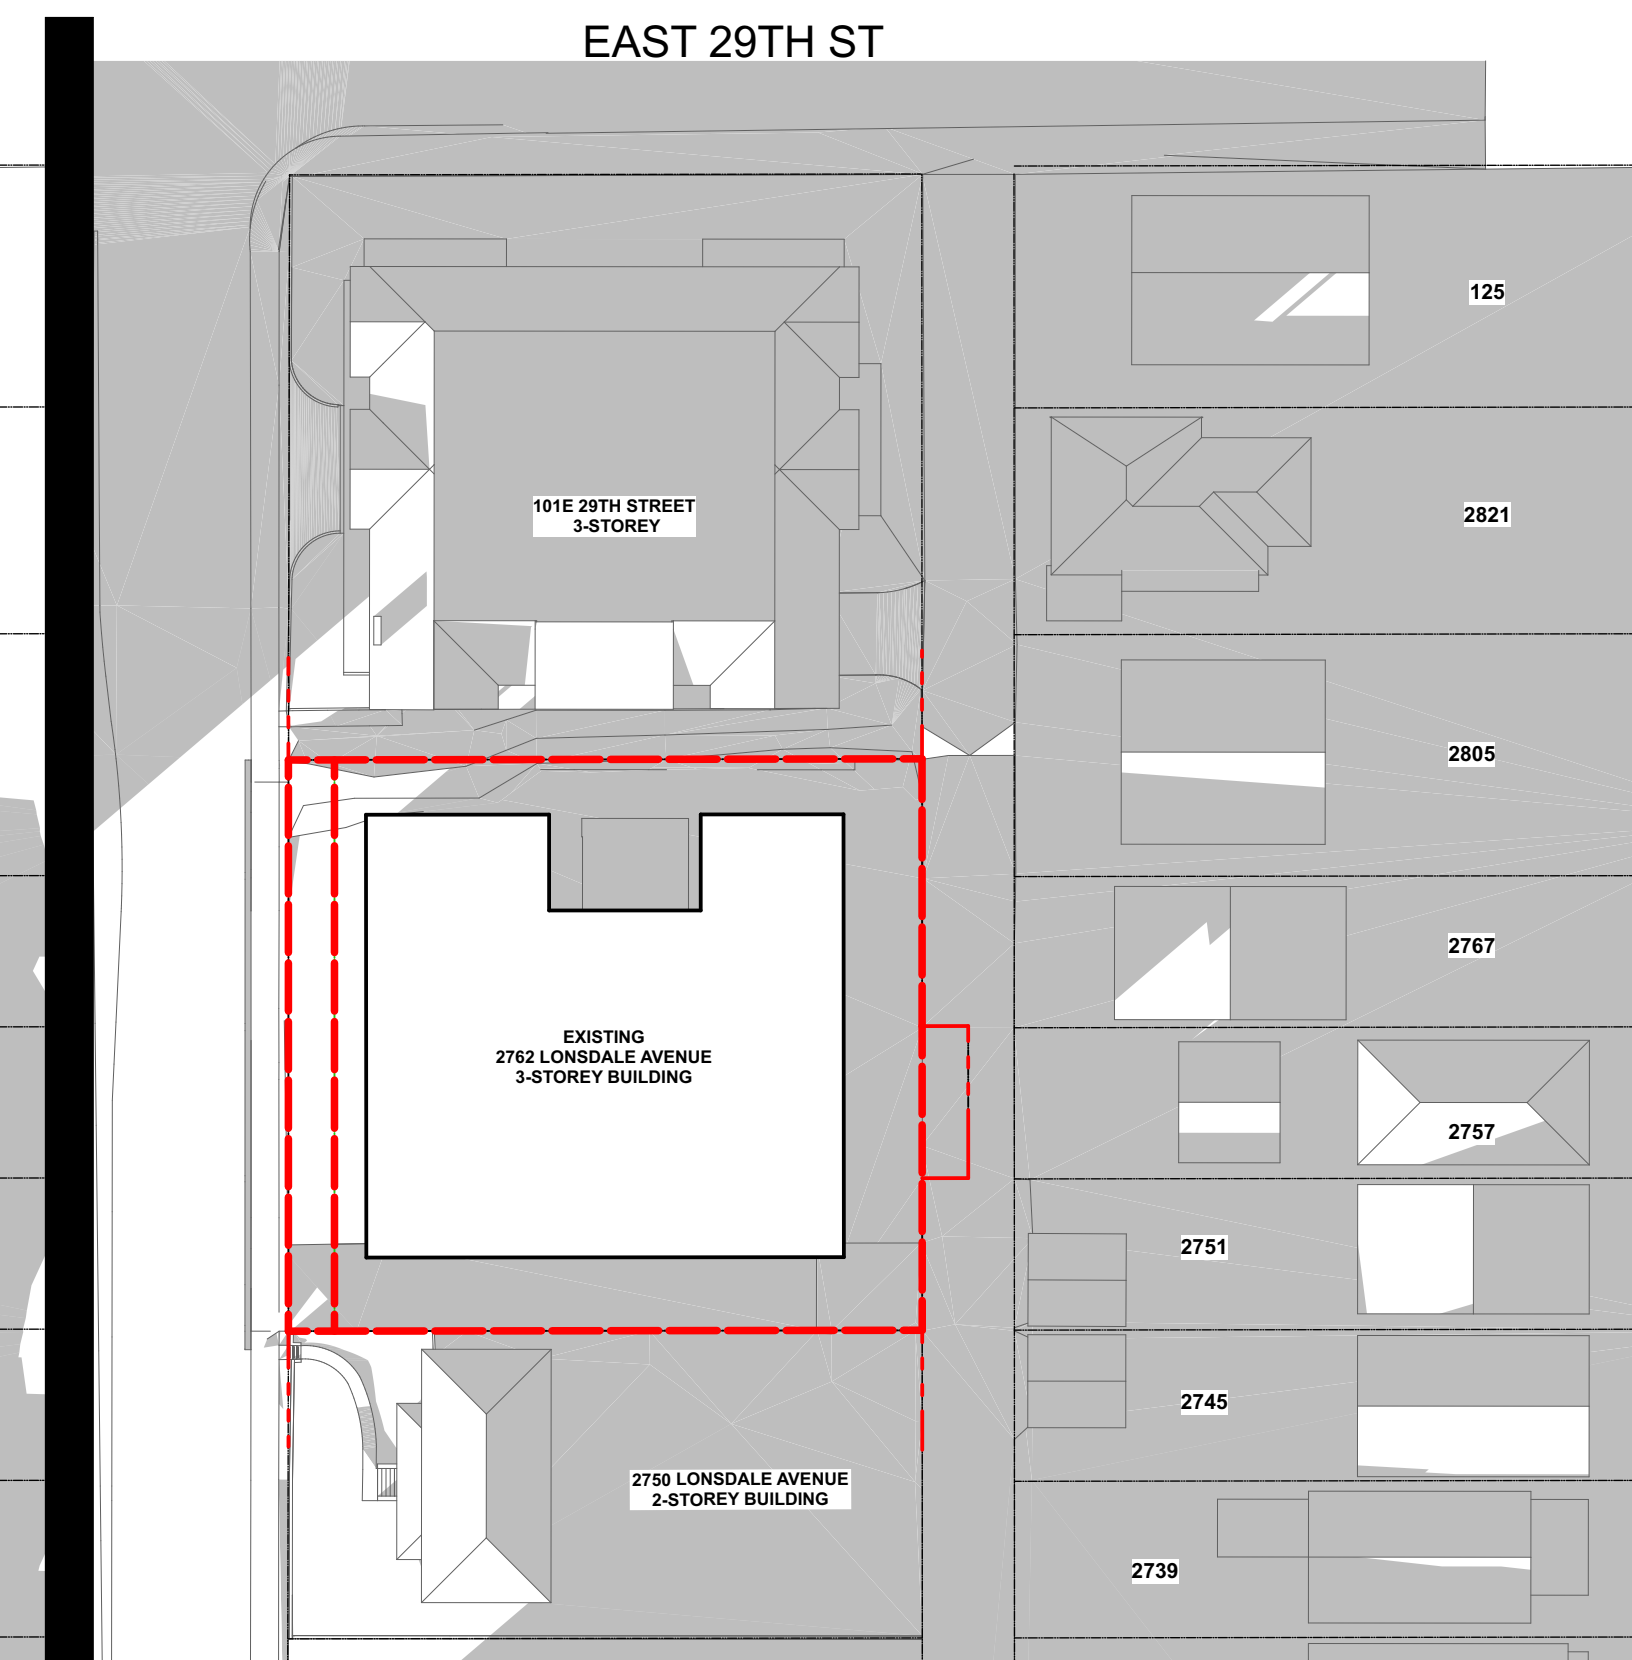 EAST 29TH ST
125
101E 29TH STREET
3-STOREY
2821
2805
2767
EXISTING
2762 LONSDALE AVENUE
3-STOREY BUILDING
2757
2751
2745
2750 LONSDALE AVENUE
2-STOREY BUILDING
2739